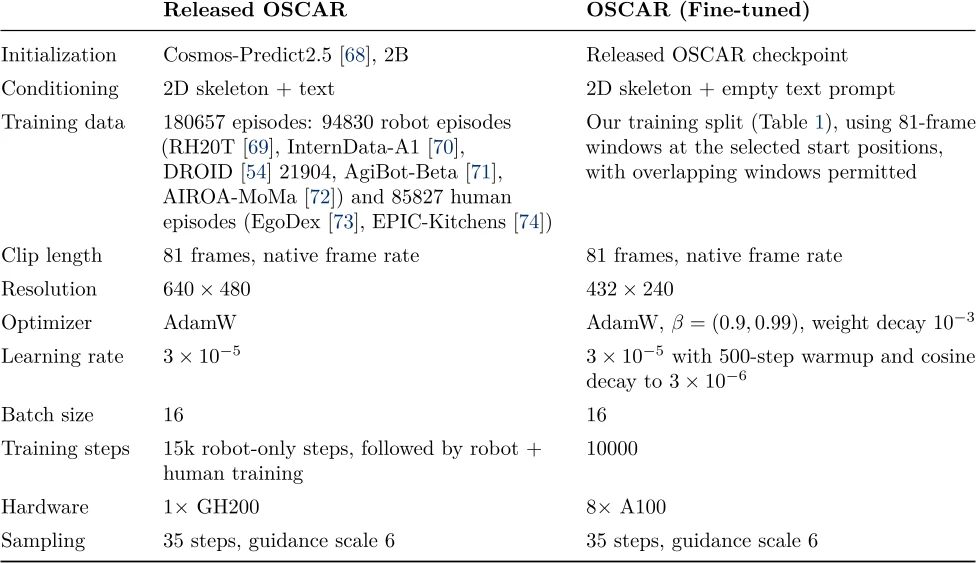 Released OSCAR OSCAR (Fine-tuned)
Initialization Cosmos-Predict2.5 [68], 2B Released OSCAR checkpoint
Conditioning 2D skeleton + text 2D skeleton + empty text prompt
Training data 180657 episodes: 94830 robot episodes Our training split (Table 1), using 81-frame
(RH20T [69], InternData-A1 [70], windows at the selected start positions,
DROID [54] 21904, AgiBot-Beta [71], with overlapping windows permitted
AIROA-MoMa [72]) and 85827 human
episodes (EgoDex [73], EPIC-Kitchens [74])
Clip length 81 frames, native frame rate 81 frames, native frame rate
Resolution 640 × 480 432 × 240
Optimizer AdamW AdamW, β = (0.9, 0.99), weight decay 10⁻³
Learning rate 3 × 10⁻⁵ 3 × 10⁻⁵ with 500-step warmup and cosine
decay to 3 × 10⁻⁶
Batch size 16 16
Training steps 15k robot-only steps, followed by robot + 10000
human training
Hardware 1× GH200 8× A100
Sampling 35 steps, guidance scale 6 35 steps, guidance scale 6